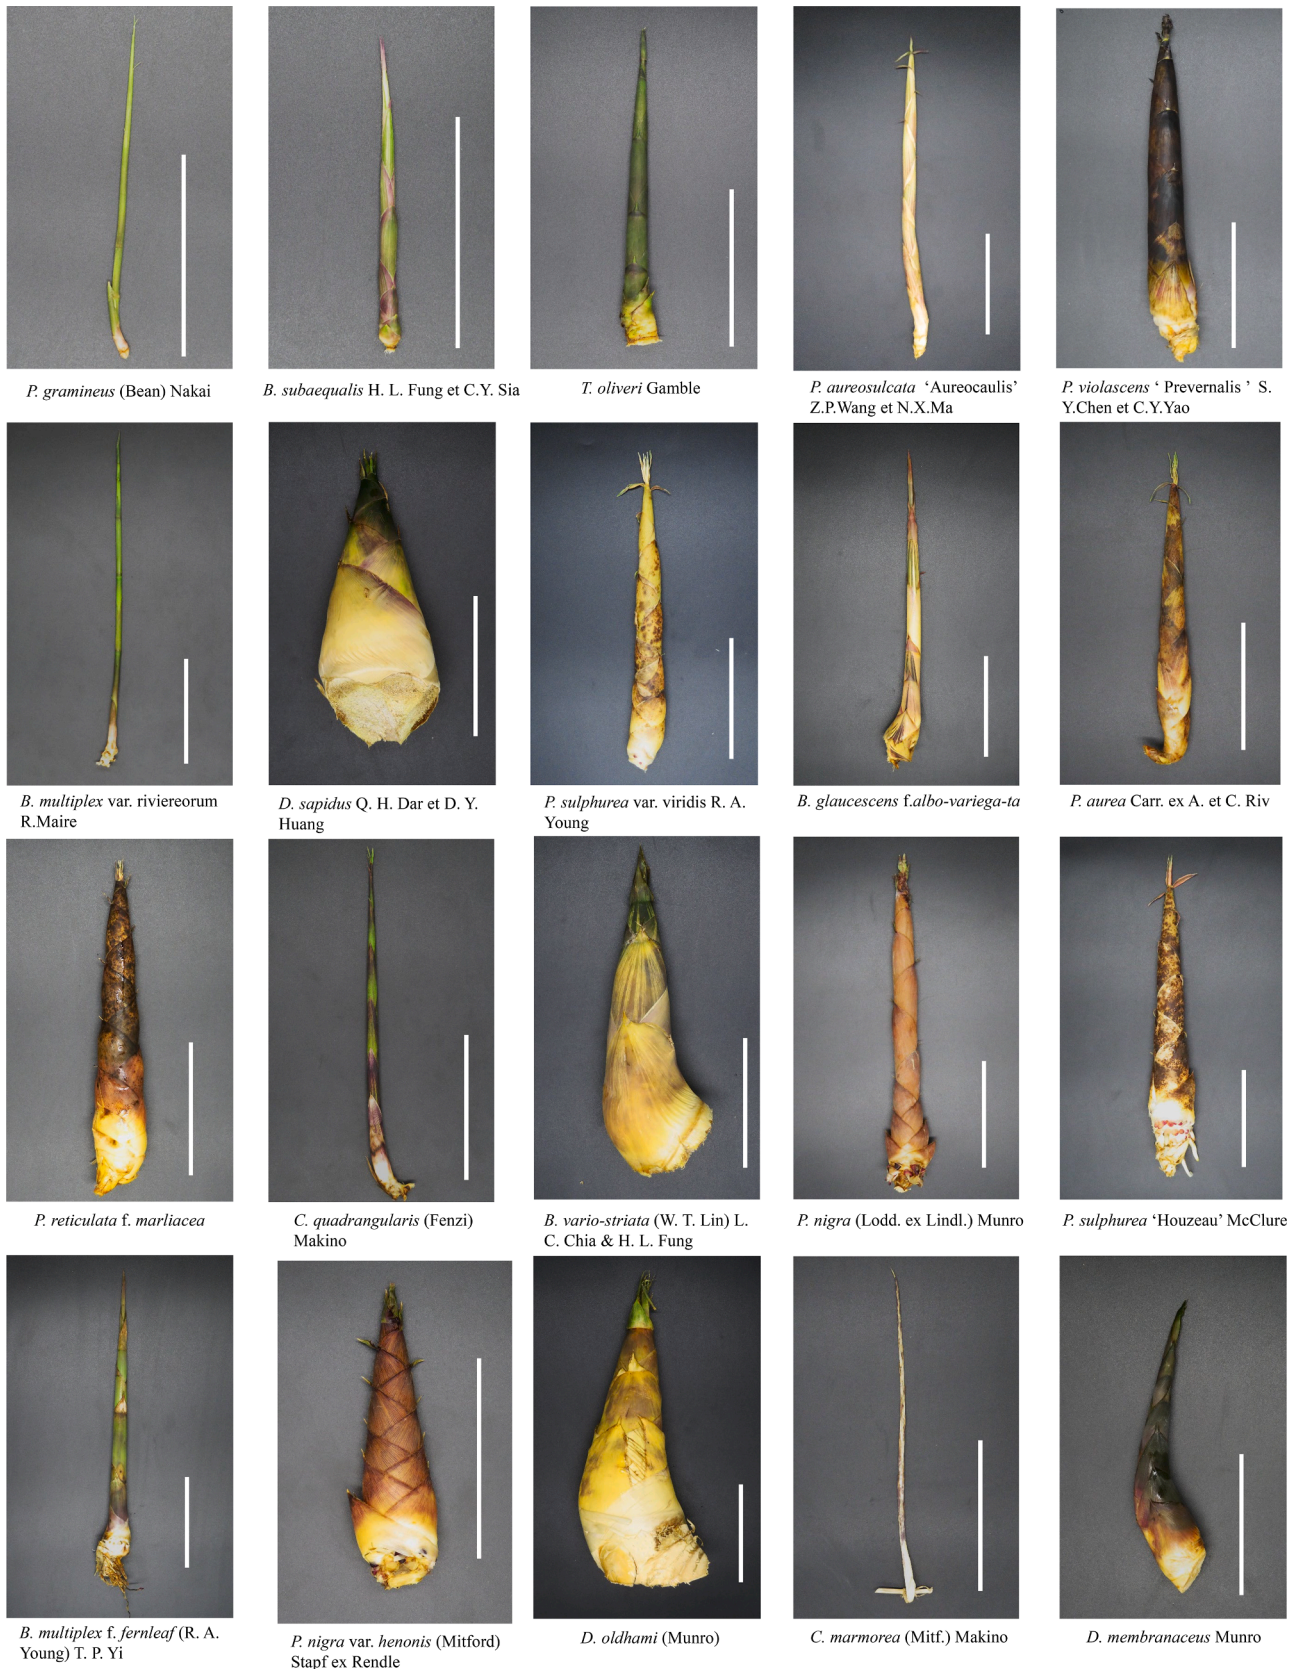 P. gramineus (Bean) Nakai
B. subaequalis H. L. Fung et C.Y. Sia
T. oliveri Gamble
P. aureosulcata ‘Aureocaulis’
Z.P.Wang et N.X.Ma
P. violascens ‘ Prevernalis ’ S.
Y.Chen et C.Y.Yao
B. multiplex var. riviereorum
R.Maire
D. sapidus Q. H. Dar et D. Y.
Huang
P. sulphurea var. viridis R. A.
Young
B. glaucescens f.albo-variega-ta
P. aurea Carr. ex A. et C. Riv
P. reticulata f. marliacea
C. quadrangularis (Fenzi)
Makino
B. vario-striata (W. T. Lin) L.
C. Chia & H. L. Fung
P. nigra (Lodd. ex Lindl.) Munro
P. sulphurea ‘Houzeau’ McClure
B. multiplex f. fernleaf (R. A.
Young) T. P. Yi
P. nigra var. henonis (Mitford)
Stapf ex Rendle
D. oldhami (Munro)
C. marmorea (Mitf.) Makino
D. membranaceus Munro